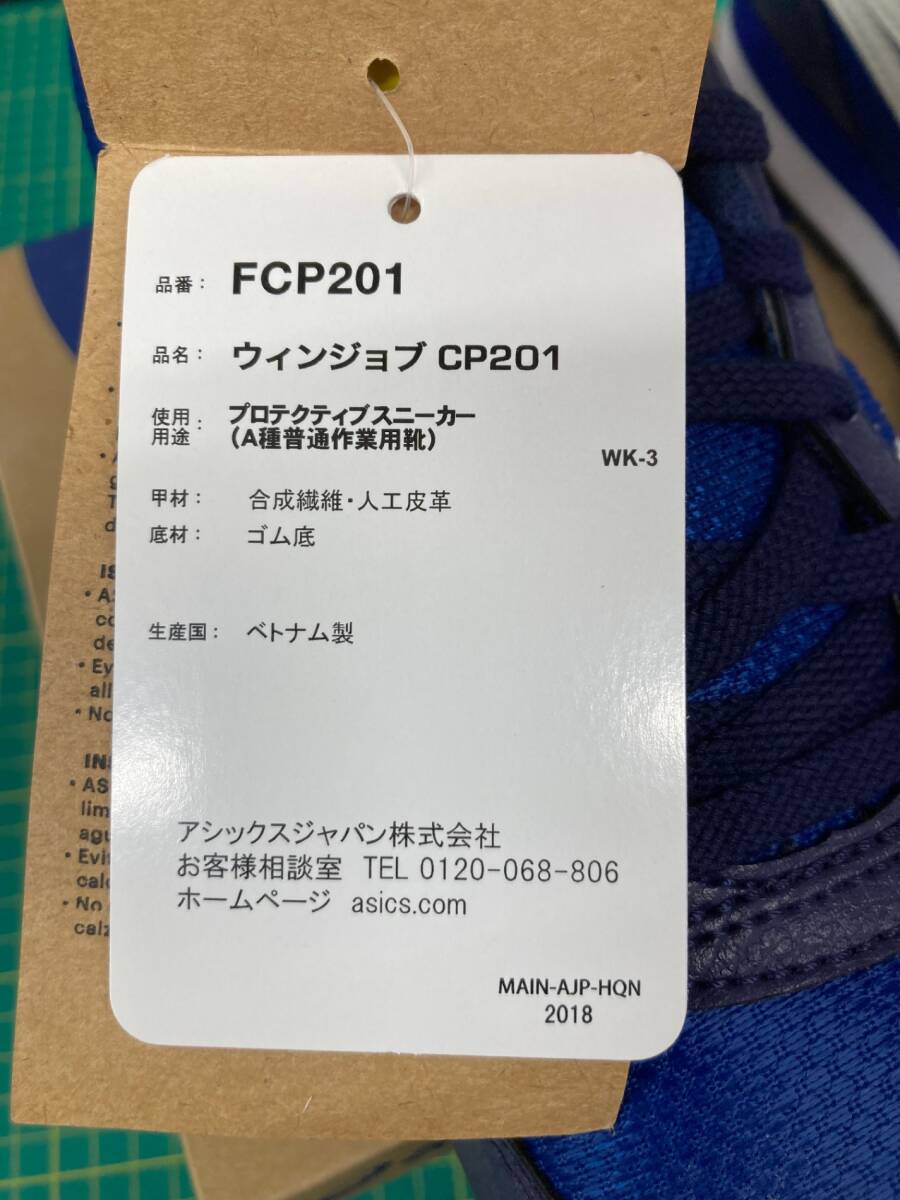 品番： FCP201
品名： ウィンジョブ CP201
使用用途： プロテクティブスニーカー
（A種普通作業用靴）
WK-3
甲材： 合成繊維・人工皮革
底材： ゴム底
生産国： ベトナム製
アシックスジャパン株式会社
お客様相談室 TEL 0120-068-806
ホームページ asics.com
MAIN-AJP-HQN
2018